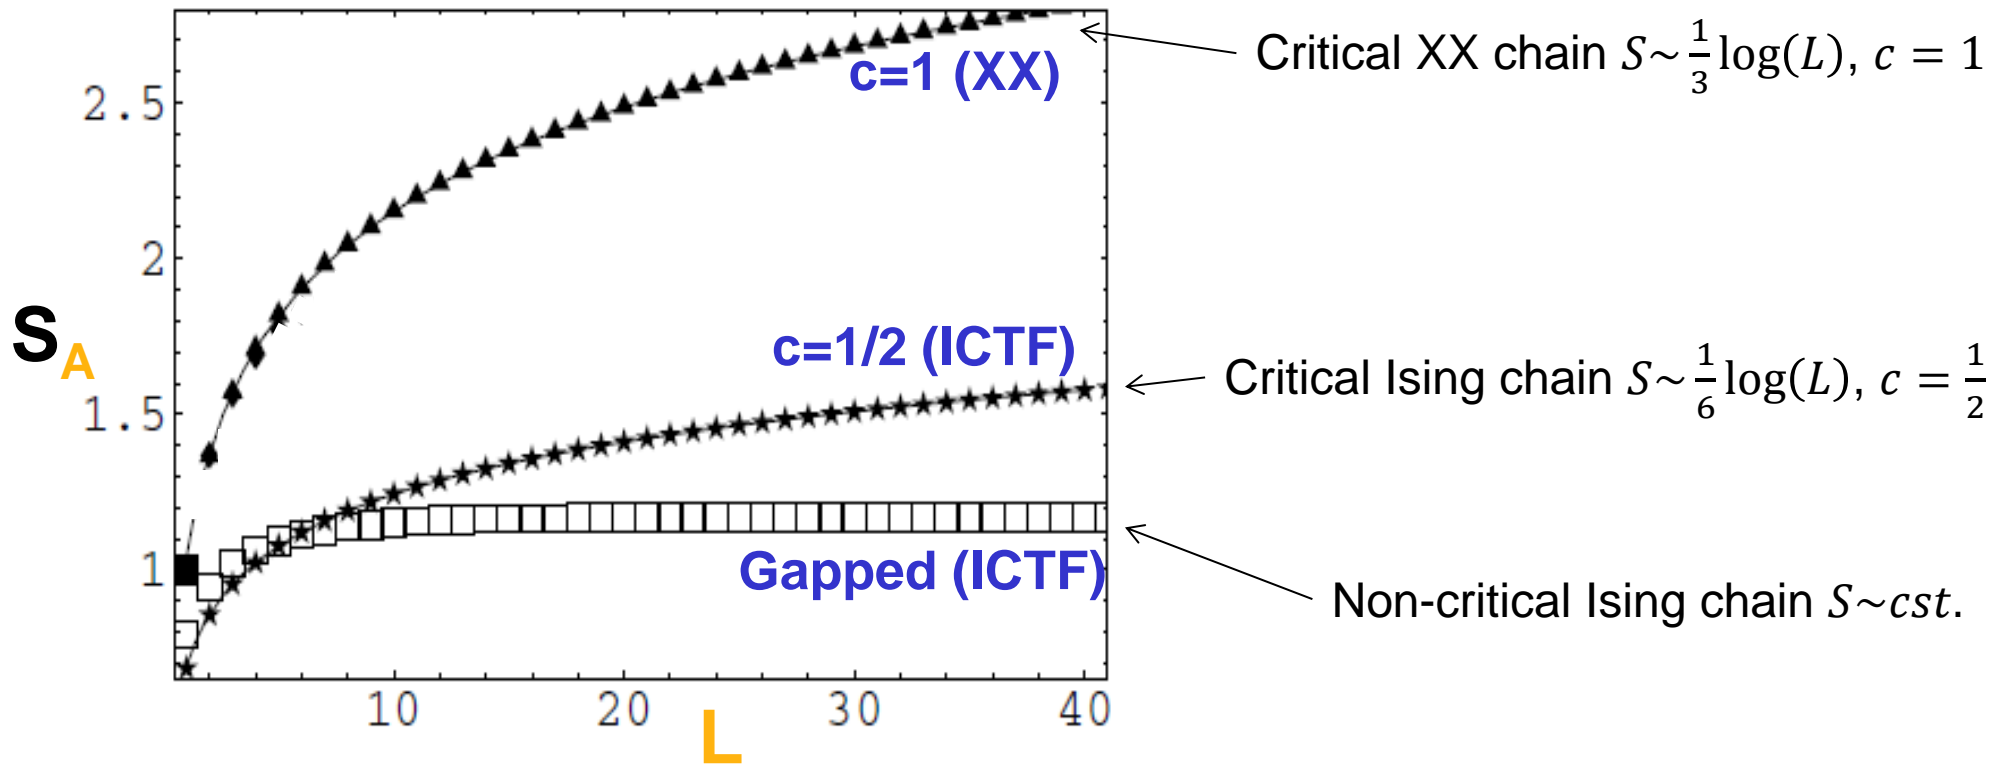 c=1 (XX)
Critical XX chain S~ 1/3 log(L), c = 1
2.5
2
S_A
c=1/2 (ICTF)
Critical Ising chain S~ 1/6 log(L), c = 1/2
1.5
1
Gapped (ICTF)
Non-critical Ising chain S~cst.
10 20 30 40
L